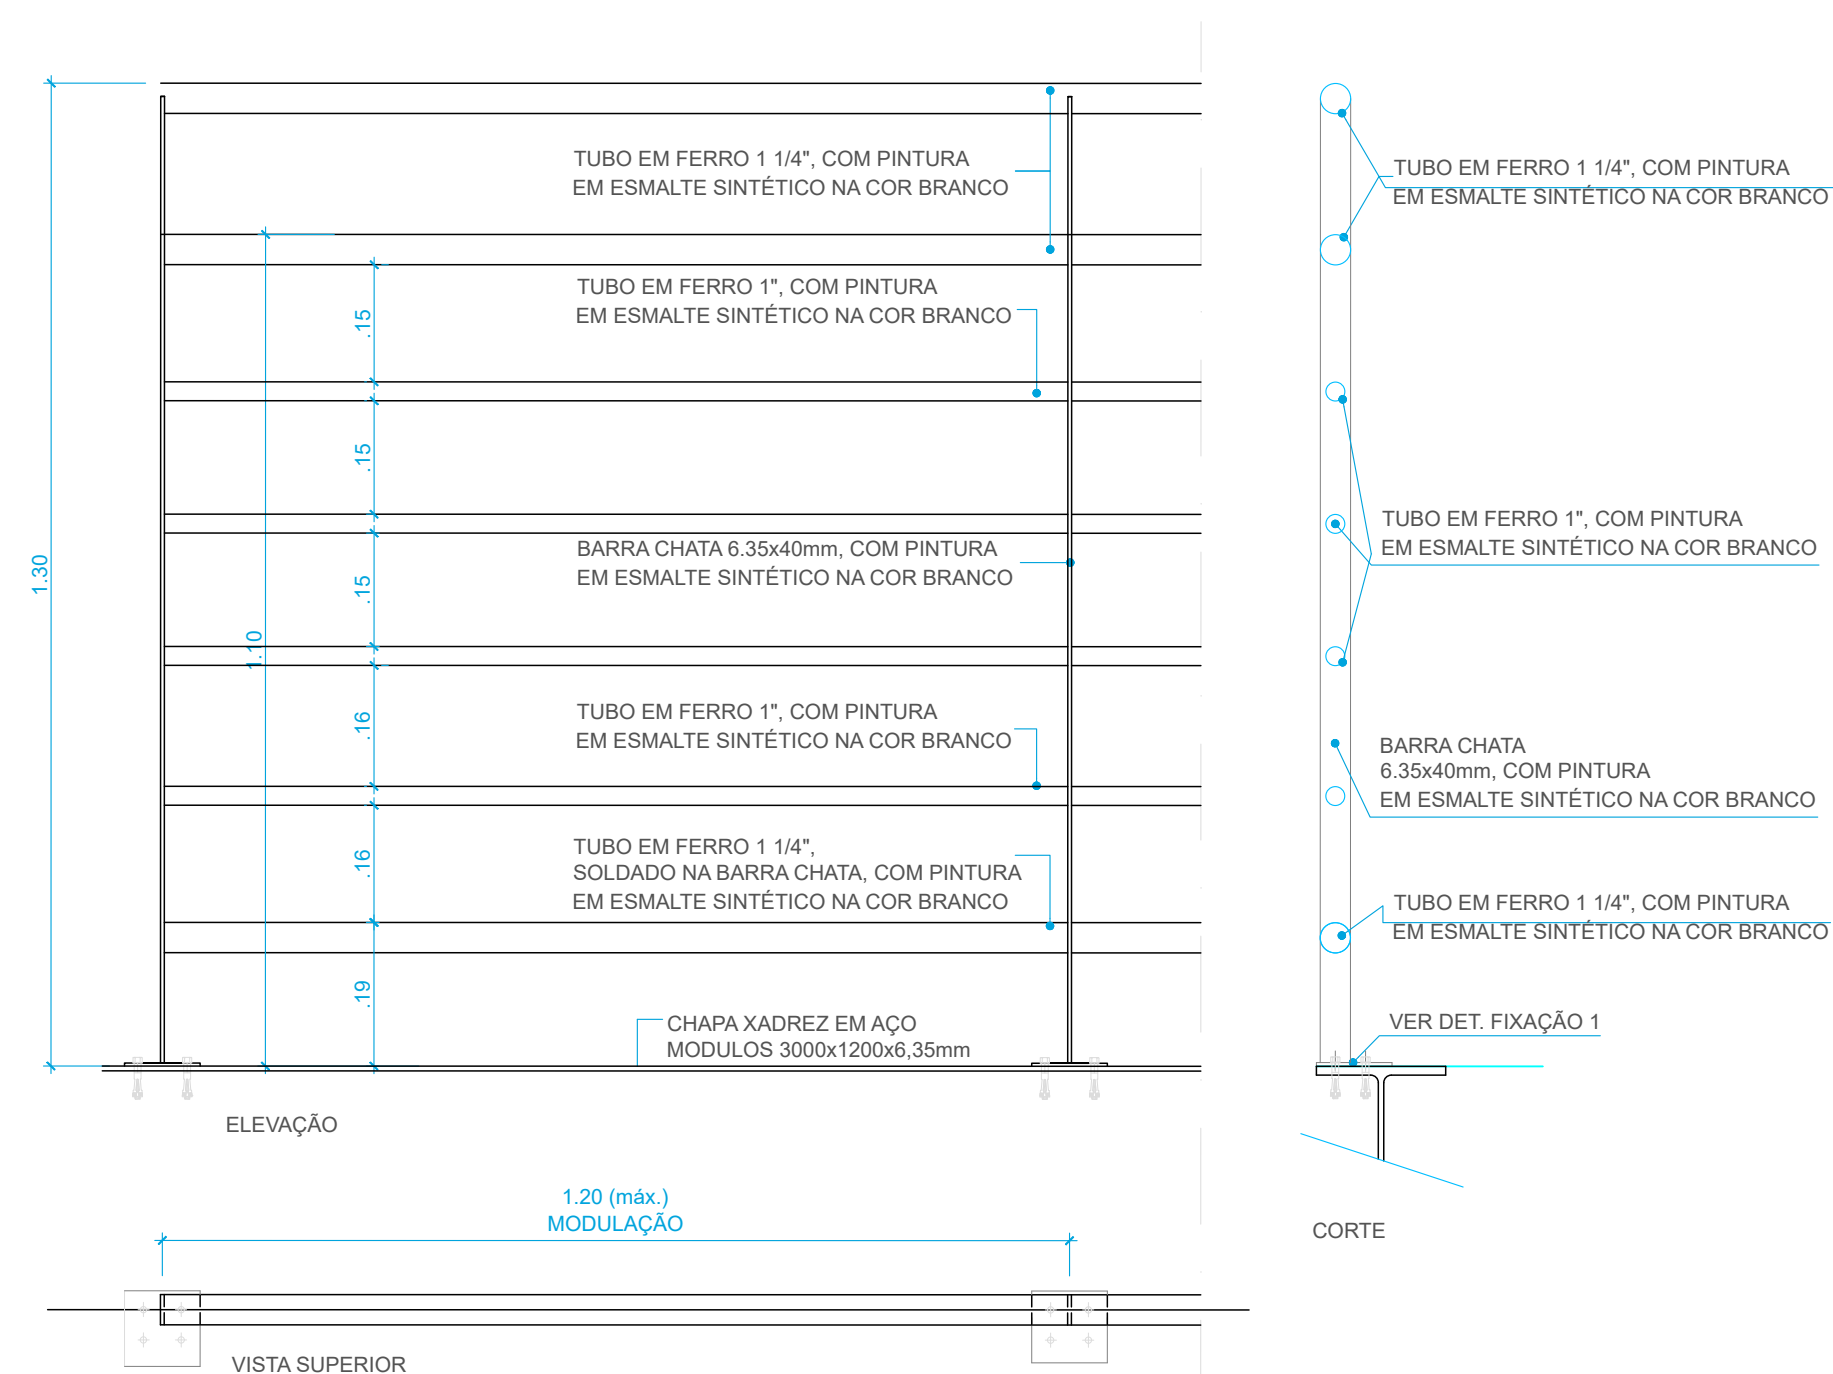 TUBO EM FERRO 1 1/4", COM PINTURA
EM ESMALTE SINTÉTICO NA COR BRANCO
TUBO EM FERRO 1", COM PINTURA
EM ESMALTE SINTÉTICO NA COR BRANCO
.15
.15
BARRA CHATA 6.35x40mm, COM PINTURA
EM ESMALTE SINTÉTICO NA COR BRANCO
1.30
.15
1.10
TUBO EM FERRO 1", COM PINTURA
EM ESMALTE SINTÉTICO NA COR BRANCO
.16
TUBO EM FERRO 1 1/4",
SOLDADO NA BARRA CHATA, COM PINTURA
EM ESMALTE SINTÉTICO NA COR BRANCO
.16
.19
CHAPA XADREZ EM AÇO
MODULOS 3000x1200x6,35mm
ELEVAÇÃO
1.20 (máx.)
MODULAÇÃO
VISTA SUPERIOR
TUBO EM FERRO 1 1/4", COM PINTURA
EM ESMALTE SINTÉTICO NA COR BRANCO
TUBO EM FERRO 1", COM PINTURA
EM ESMALTE SINTÉTICO NA COR BRANCO
BARRA CHATA
6.35x40mm, COM PINTURA
EM ESMALTE SINTÉTICO NA COR BRANCO
TUBO EM FERRO 1 1/4", COM PINTURA
EM ESMALTE SINTÉTICO NA COR BRANCO
VER DET. FIXAÇÃO 1
CORTE